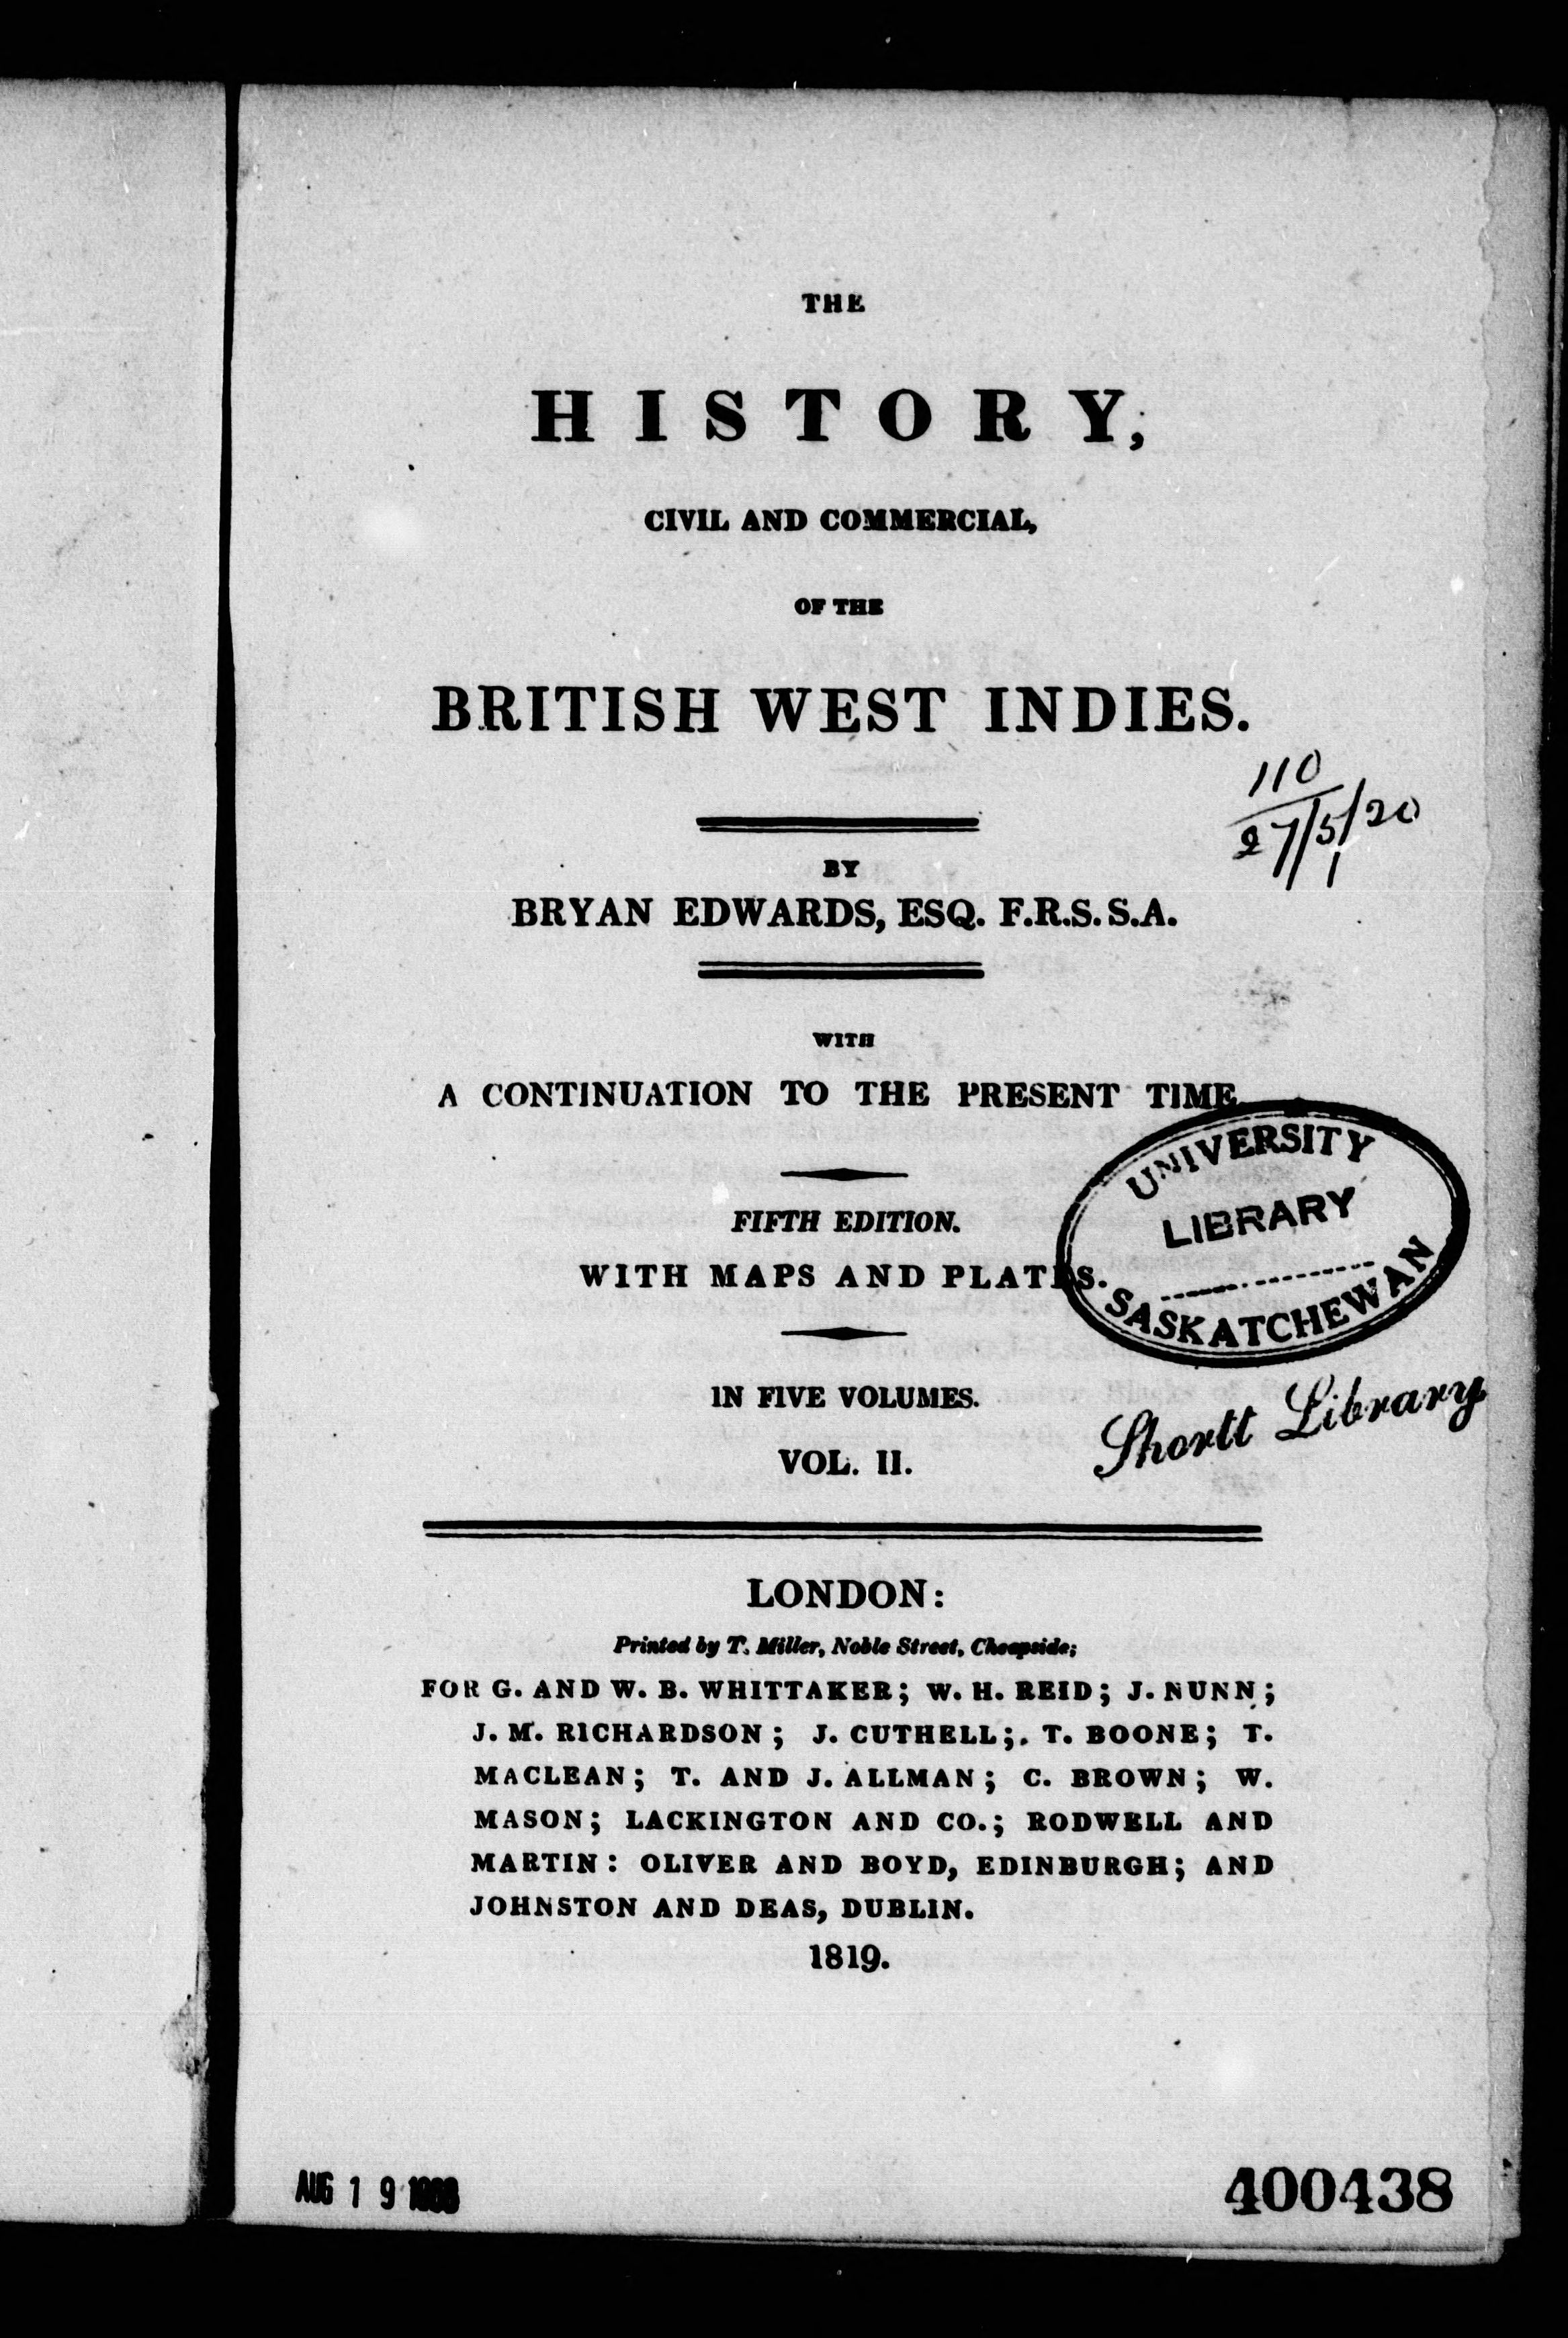 THE
HISTORY,
CIVIL AND COMMERCIAL,
OF THE
BRITISH WEST INDIES.
110
27/5/20
BY
BRYAN EDWARDS, ESQ. F.R.S. S.A.
WITH
A CONTINUATION TO THE PRESENT TIME
FIFTH EDITION.
WITH MAPS AND PLATES.
UNIVERSITY
LIBRARY
SASKATCHEWAN
IN FIVE VOLUMES.
Shortt Library
VOL. II.
LONDON:
Printed by T. Miller, Noble Street, Cheapside;
FOR G. AND W. B. WHITTAKER; W. H. REID; J. NUNN;
J. M. RICHARDSON; J. CUTHELL; T. BOONE; T.
MACLEAN; T. AND J. ALLMAN; C. BROWN; W.
MASON; LACKINGTON AND CO.; RODWELL AND
MARTIN: OLIVER AND BOYD, EDINBURGH; AND
JOHNSTON AND DEAS, DUBLIN.
1819.
AUG 19
400438